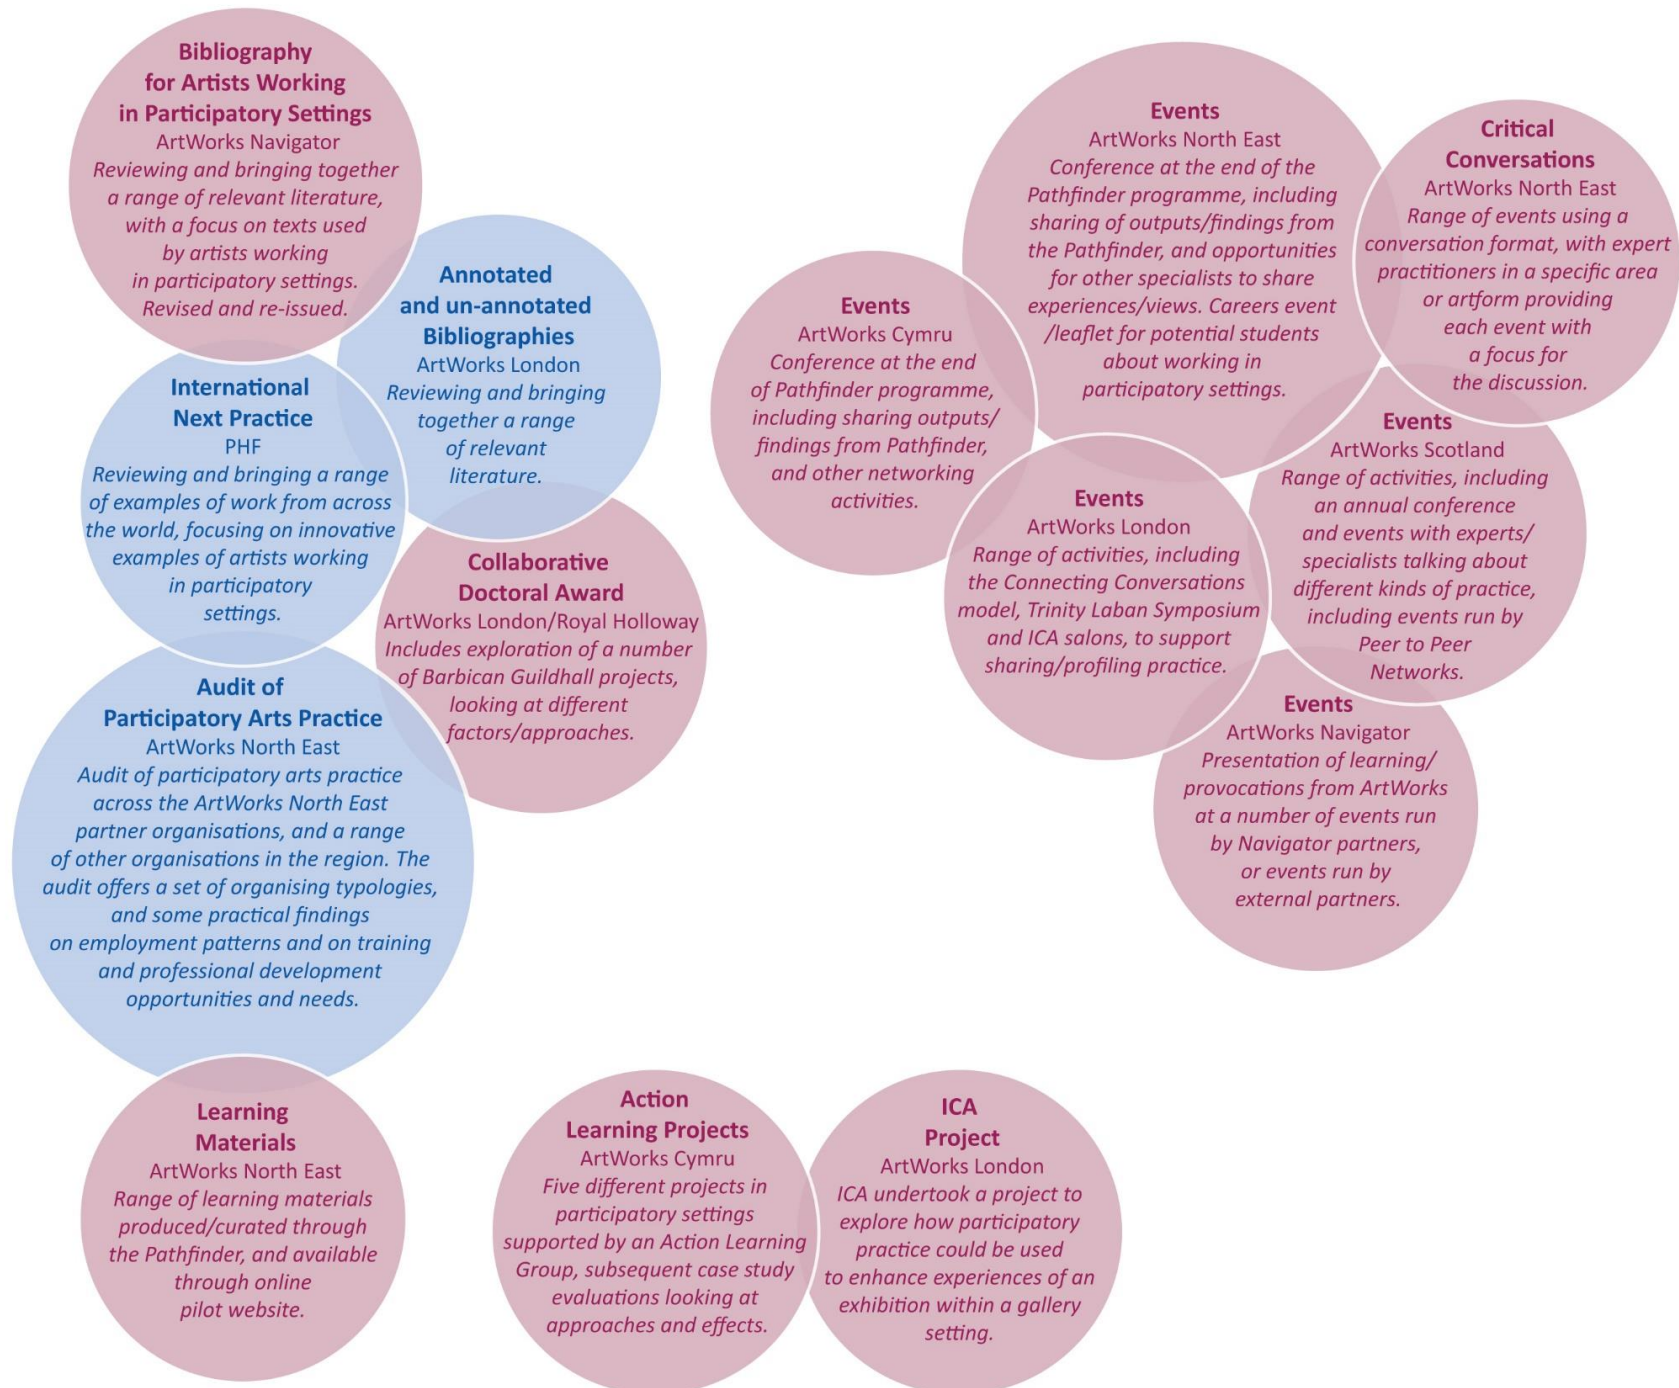 Bibliography
for Artists Working
in Participatory Settings
ArtWorks Navigator
Reviewing and bringing together
a range of relevant literature,
with a focus on texts used
by artists working
in participatory settings.
Revised and re-issued.
Annotated
and un-annotated
Bibliographies
ArtWorks London
Reviewing and bringing
together a range
of relevant
literature.
International
Next Practice
PHF
Reviewing and bringing a range
of examples of work from across
the world, focusing on innovative
examples of artists working
in participatory
settings.
Collaborative
Doctoral Award
ArtWorks London/Royal Holloway
Includes exploration of a number
of Barbican Guildhall projects,
looking at different
factors/approaches.
Audit of
Participatory Arts Practice
ArtWorks North East
Audit of participatory arts practice
across the ArtWorks North East
partner organisations, and a range
of other organisations in the region. The
audit offers a set of organising typologies,
and some practical findings
on employment patterns and on training
and professional development
opportunities and needs.
Learning
Materials
ArtWorks North East
Range of learning materials
produced/curated through
the Pathfinder, and available
through online
pilot website.
Events
ArtWorks Cymru
Conference at the end
of Pathfinder programme,
including sharing outputs/
findings from Pathfinder,
and other networking
activities.
Events
ArtWorks North East
Conference at the end of the
Pathfinder programme, including
sharing of outputs/findings from
the Pathfinder, and opportunities
for other specialists to share
experiences/views. Careers event
/leaflet for potential students
about working in
participatory settings.
Critical
Conversations
ArtWorks North East
Range of events using a
conversation format, with expert
practitioners in a specific area
or artform providing
each event with
a focus for
the discussion.
Events
ArtWorks London
Range of activities, including
the Connecting Conversations
model, Trinity Laban Symposium
and ICA salons, to support
sharing/profiling practice.
Events
ArtWorks Scotland
Range of activities, including
an annual conference
and events with experts/
specialists talking about
different kinds of practice,
including events run by
Peer to Peer
Networks.
Events
ArtWorks Navigator
Presentation of learning/
provocations from ArtWorks
at a number of events run
by Navigator partners,
or events run by
external partners.
Action
Learning Projects
ArtWorks Cymru
Five different projects in
participatory settings
supported by an Action Learning
Group, subsequent case study
evaluations looking at
approaches and effects.
ICA
Project
ArtWorks London
ICA undertook a project to
explore how participatory
practice could be used
to enhance experiences of an
exhibition within a gallery
setting.